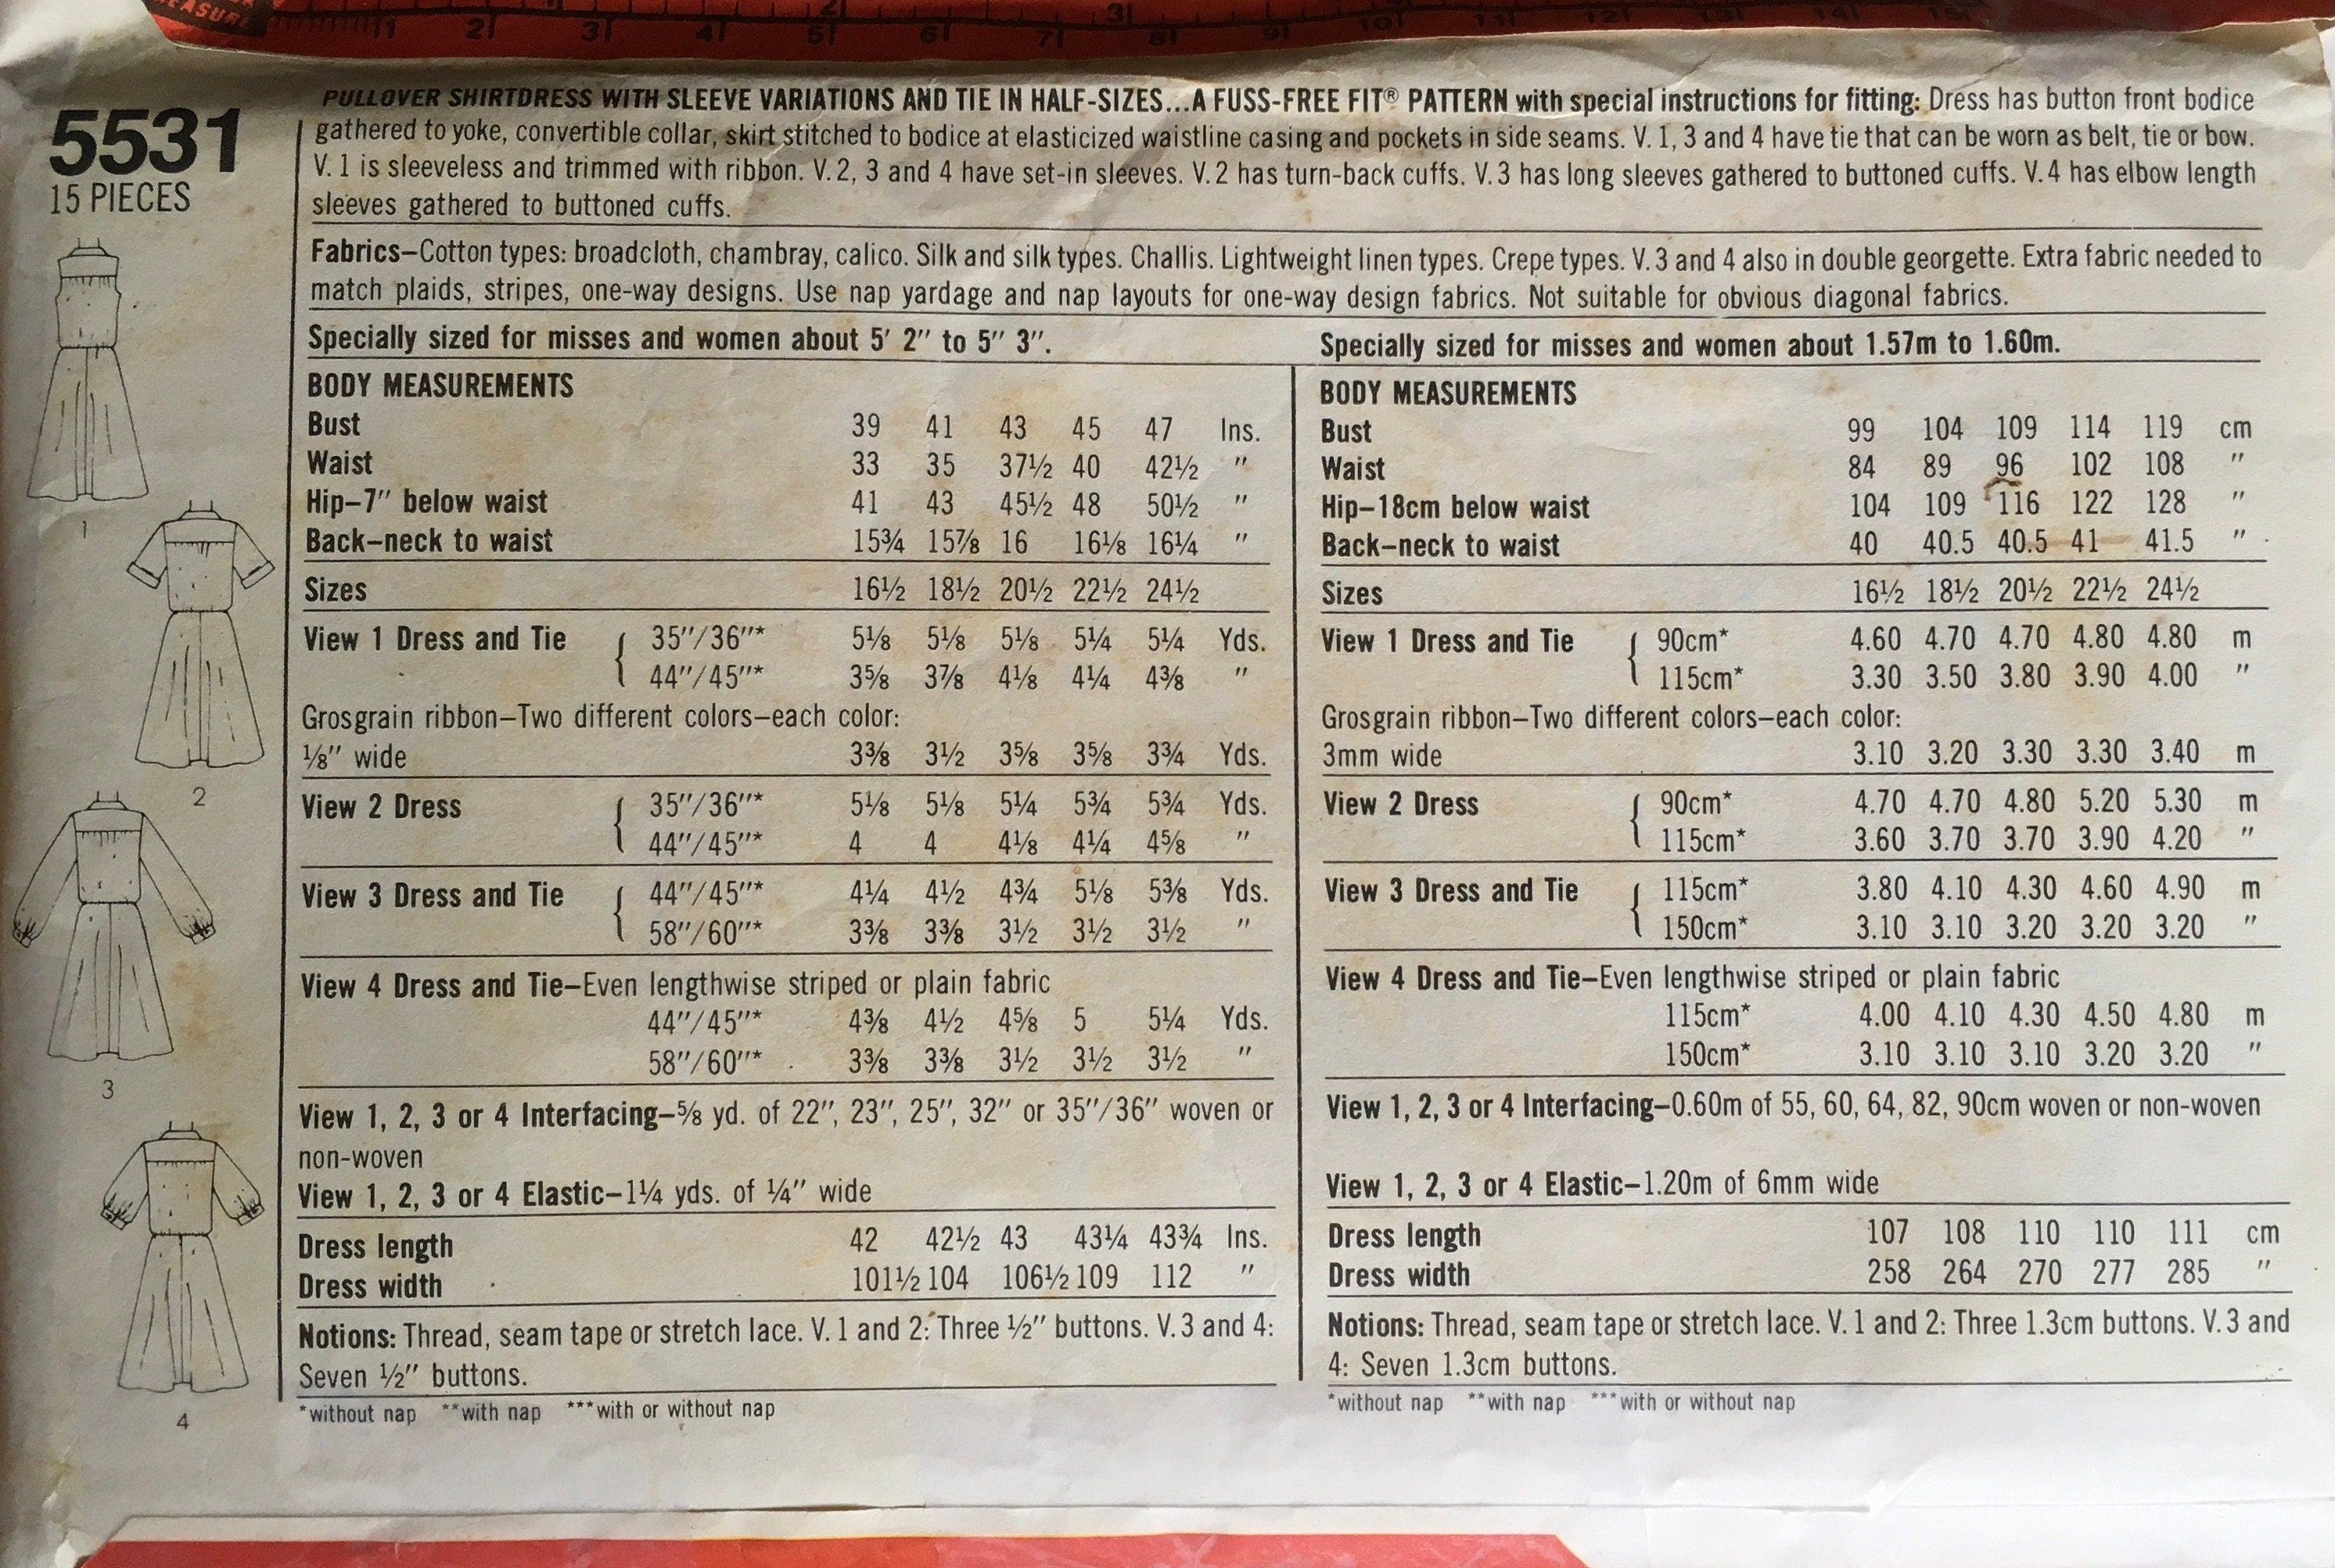 MEASURE
1 2 3 4 5 6 7 8 9 10 11 12 13 14 15
2 3
5531
15 PIECES
PULLOVER SHIRTDRESS WITH SLEEVE VARIATIONS AND TIE IN HALF-SIZES...A FUSS-FREE FIT® PATTERN with special instructions for fitting: Dress has button front bodice
gathered to yoke, convertible collar, skirt stitched to bodice at elasticized waistline casing and pockets in side seams. V. 1, 3 and 4 have tie that can be worn as belt, tie or bow.
V. 1 is sleeveless and trimmed with ribbon. V. 2, 3 and 4 have set-in sleeves. V. 2 has turn-back cuffs. V. 3 has long sleeves gathered to buttoned cuffs. V. 4 has elbow length
sleeves gathered to buttoned cuffs.
Fabrics–Cotton types: broadcloth, chambray, calico. Silk and silk types. Challis. Lightweight linen types. Crepe types. V. 3 and 4 also in double georgette. Extra fabric needed to
match plaids, stripes, one-way designs. Use nap yardage and nap layouts for one-way design fabrics. Not suitable for obvious diagonal fabrics.
Specially sized for misses and women about 5′ 2″ to 5″ 3″.
BODY MEASUREMENTS
Bust 39 41 43 45 47 Ins.
Waist 33 35 37½ 40 42½ ″
Hip–7″ below waist 41 43 45½ 48 50½ ″
Back–neck to waist 15¾ 15⅞ 16 16⅛ 16¼ ″
Sizes 16½ 18½ 20½ 22½ 24½
View 1 Dress and Tie { 35″/36″* 5⅛ 5⅛ 5⅛ 5¼ 5¼ Yds.
44″/45″* 3⅝ 3⅞ 4⅛ 4¼ 4⅜ ″
Grosgrain ribbon–Two different colors–each color:
⅛″ wide 3⅜ 3½ 3⅝ 3⅝ 3¾ Yds.
View 2 Dress { 35″/36″* 5⅛ 5⅛ 5¼ 5¾ 5¾ Yds.
44″/45″* 4 4 4⅛ 4¼ 4⅝ ″
View 3 Dress and Tie { 44″/45″* 4¼ 4½ 4¾ 5⅛ 5⅜ Yds.
58″/60″* 3⅜ 3⅜ 3½ 3½ 3½ ″
View 4 Dress and Tie–Even lengthwise striped or plain fabric
44″/45″* 4⅜ 4½ 4⅝ 5 5¼ Yds.
58″/60″* 3⅜ 3⅜ 3½ 3½ 3½ ″
View 1, 2, 3 or 4 Interfacing–⅝ yd. of 22″, 23″, 25″, 32″ or 35″/36″ woven or
non-woven
View 1, 2, 3 or 4 Elastic–1¼ yds. of ¼″ wide
Dress length 42 42½ 43 43¼ 43¾ Ins.
Dress width 101½ 104 106½ 109 112 ″
Notions: Thread, seam tape or stretch lace. V. 1 and 2: Three ½″ buttons. V. 3 and 4:
Seven ½″ buttons.
*without nap **with nap ***with or without nap
Specially sized for misses and women about 1.57m to 1.60m.
BODY MEASUREMENTS
Bust 99 104 109 114 119 cm
Waist 84 89 96 102 108 ″
Hip–18cm below waist 104 109 116 122 128 ″
Back–neck to waist 40 40.5 40.5 41 41.5 ″
Sizes 16½ 18½ 20½ 22½ 24½
View 1 Dress and Tie { 90cm* 4.60 4.70 4.70 4.80 4.80 m
115cm* 3.30 3.50 3.80 3.90 4.00 ″
Grosgrain ribbon–Two different colors–each color:
3mm wide 3.10 3.20 3.30 3.30 3.40 m
View 2 Dress { 90cm* 4.70 4.70 4.80 5.20 5.30 m
115cm* 3.60 3.70 3.70 3.90 4.20 ″
View 3 Dress and Tie { 115cm* 3.80 4.10 4.30 4.60 4.90 m
150cm* 3.10 3.10 3.20 3.20 3.20 ″
View 4 Dress and Tie–Even lengthwise striped or plain fabric
115cm* 4.00 4.10 4.30 4.50 4.80 m
150cm* 3.10 3.10 3.10 3.20 3.20 ″
View 1, 2, 3 or 4 Interfacing–0.60m of 55, 60, 64, 82, 90cm woven or non-woven
View 1, 2, 3 or 4 Elastic–1.20m of 6mm wide
Dress length 107 108 110 110 111 cm
Dress width 258 264 270 277 285 ″
Notions: Thread, seam tape or stretch lace. V. 1 and 2: Three 1.3cm buttons. V. 3 and
4: Seven 1.3cm buttons.
*without nap **with nap ***with or without nap
1
2
3
4